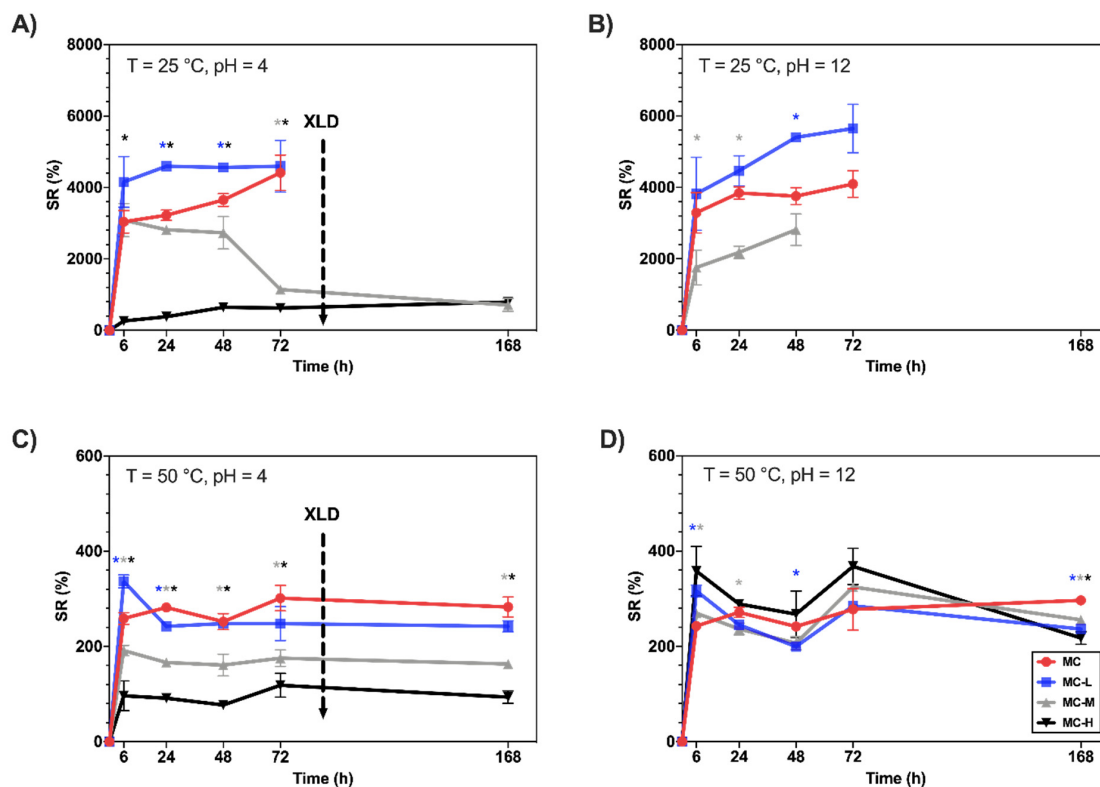 A)
T = 25 °C, pH = 4
8000
6000
4000
2000
0
SR (%)
* ** ** **
XLD
6 24 48 72 168
Time (h)
B)
T = 25 °C, pH = 12
8000
6000
4000
2000
0
SR (%)
* * *
6 24 48 72 168
Time (h)
C)
T = 50 °C, pH = 4
600
400
200
0
SR (%)
*** *** ** ** **
XLD
6 24 48 72 168
Time (h)
D)
T = 50 °C, pH = 12
600
400
200
0
SR (%)
** * * ***
6 24 48 72 168
Time (h)
MC
MC-L
MC-M
MC-H